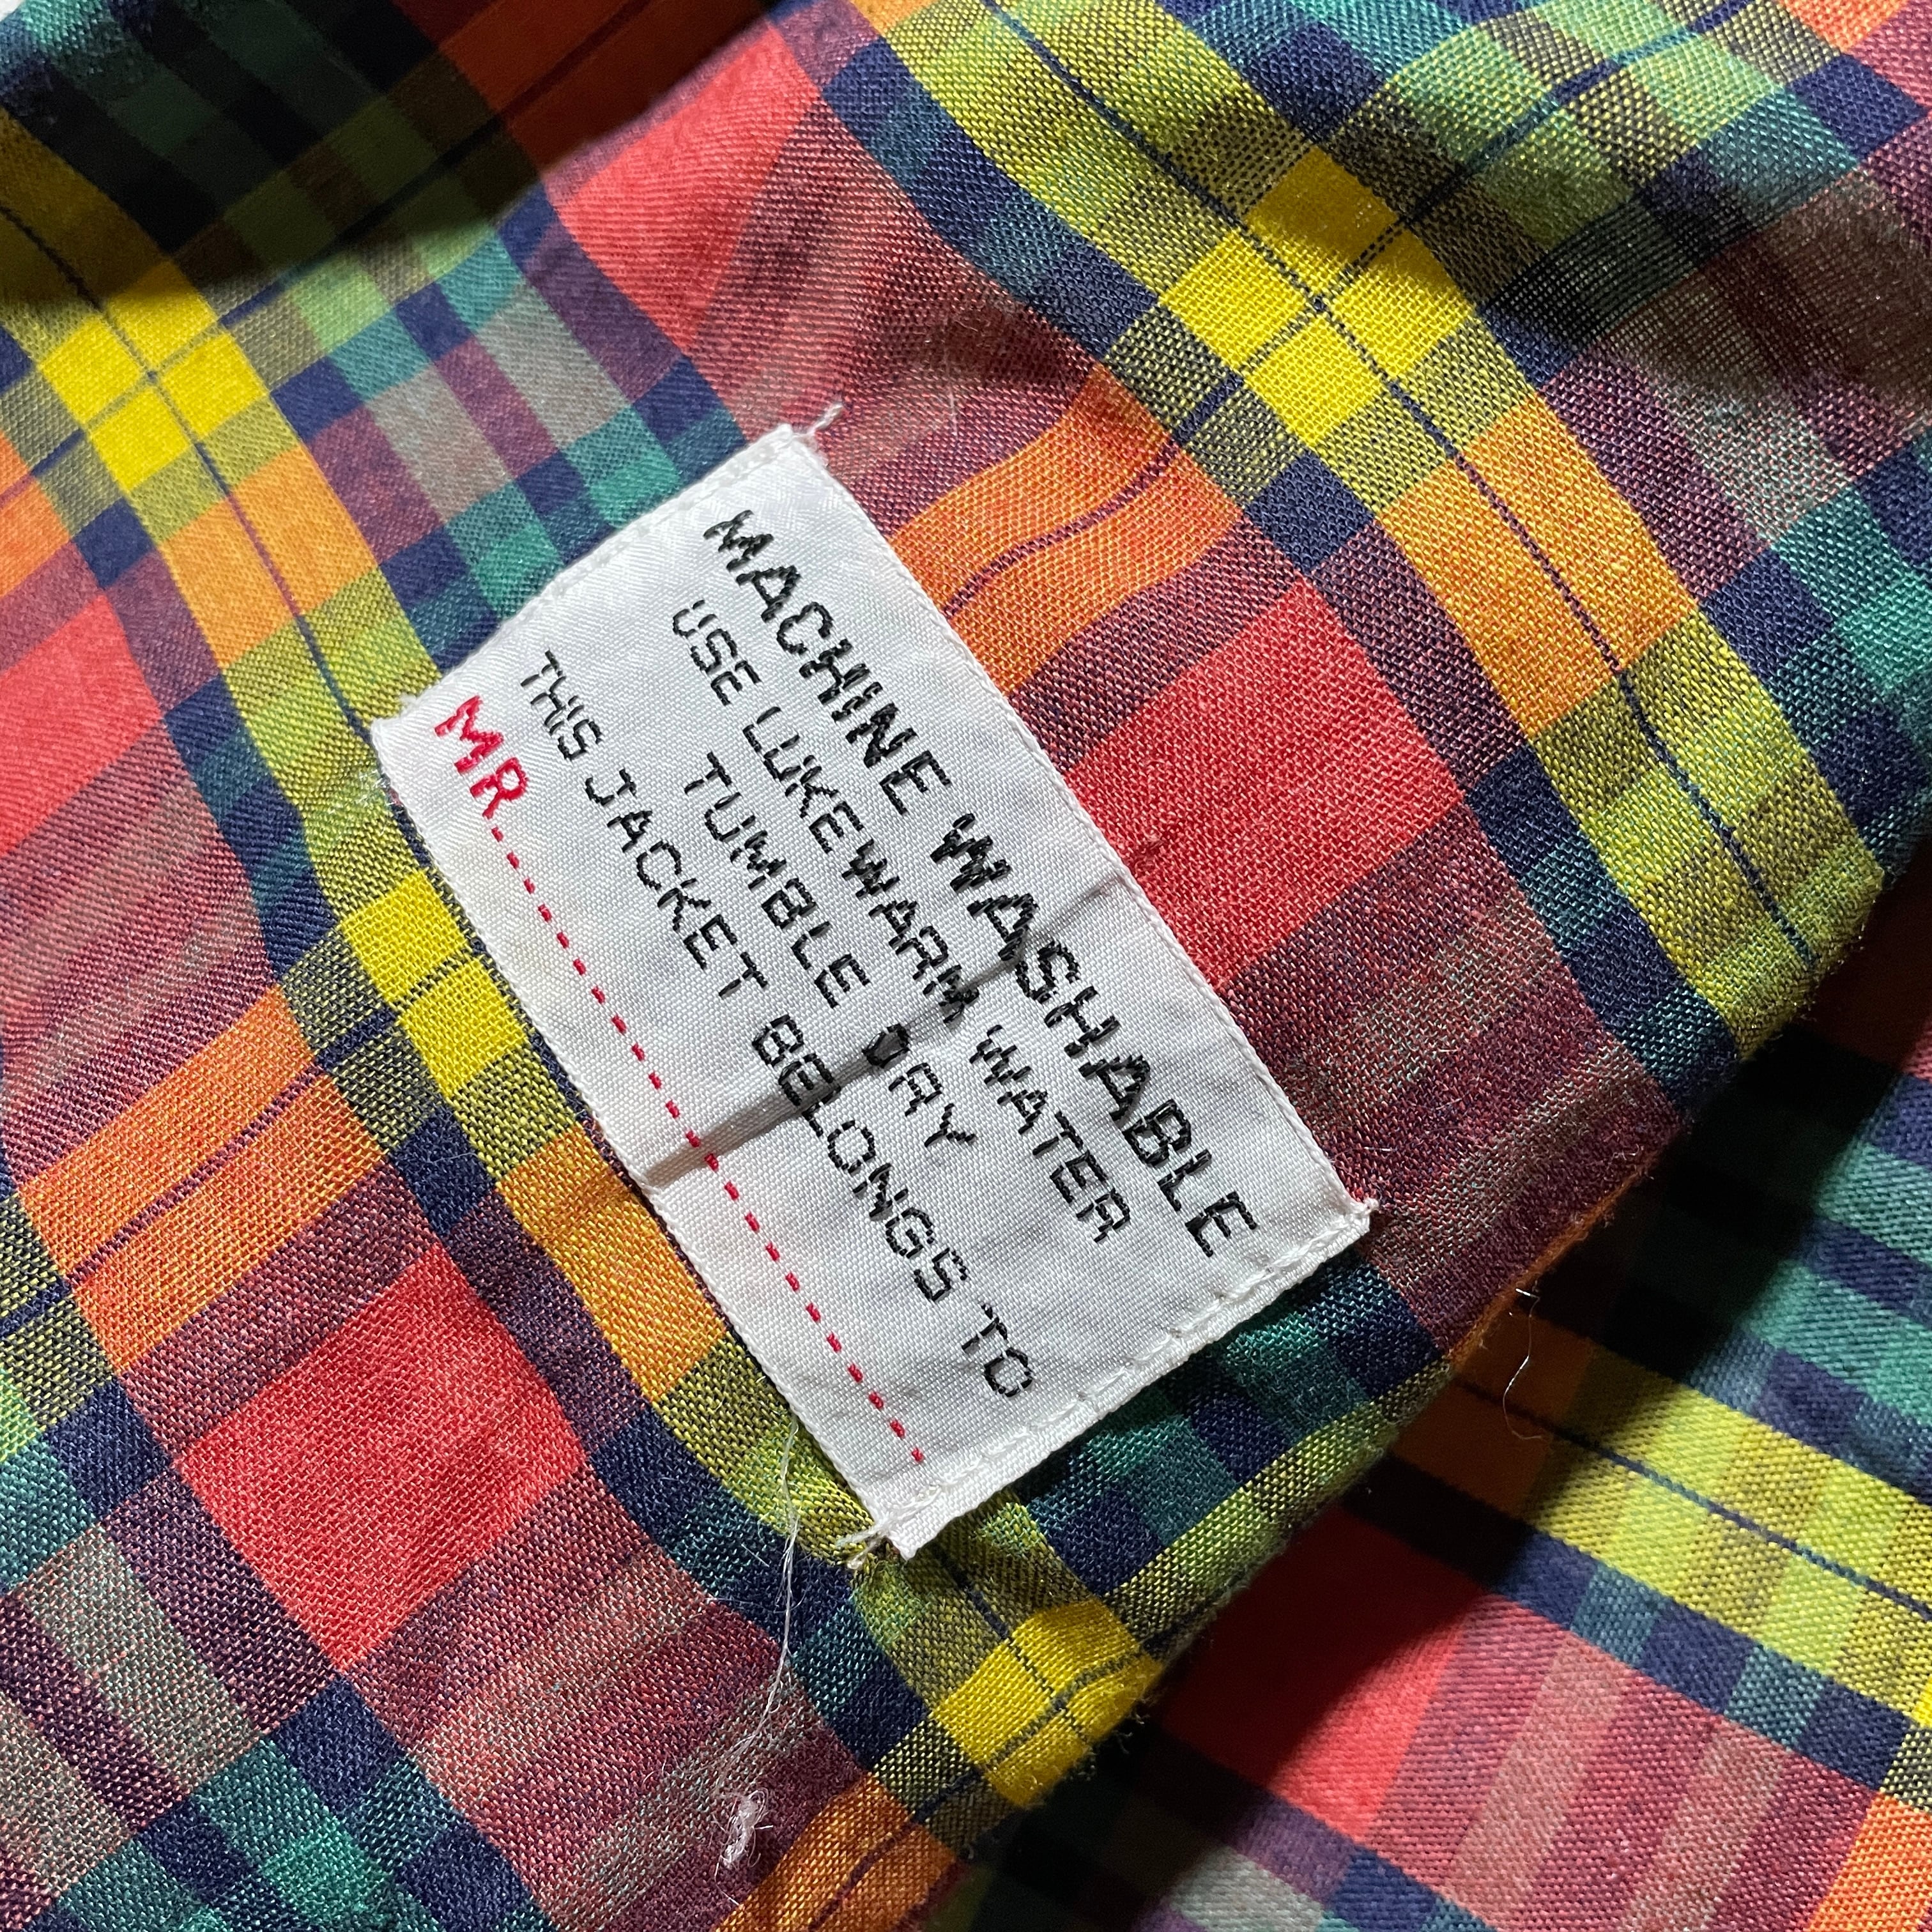 MACHINE WASHABLE
USE LUKEWARM WATER
TUMBLE DRY
THIS JACKET BELONGS TO
MR.